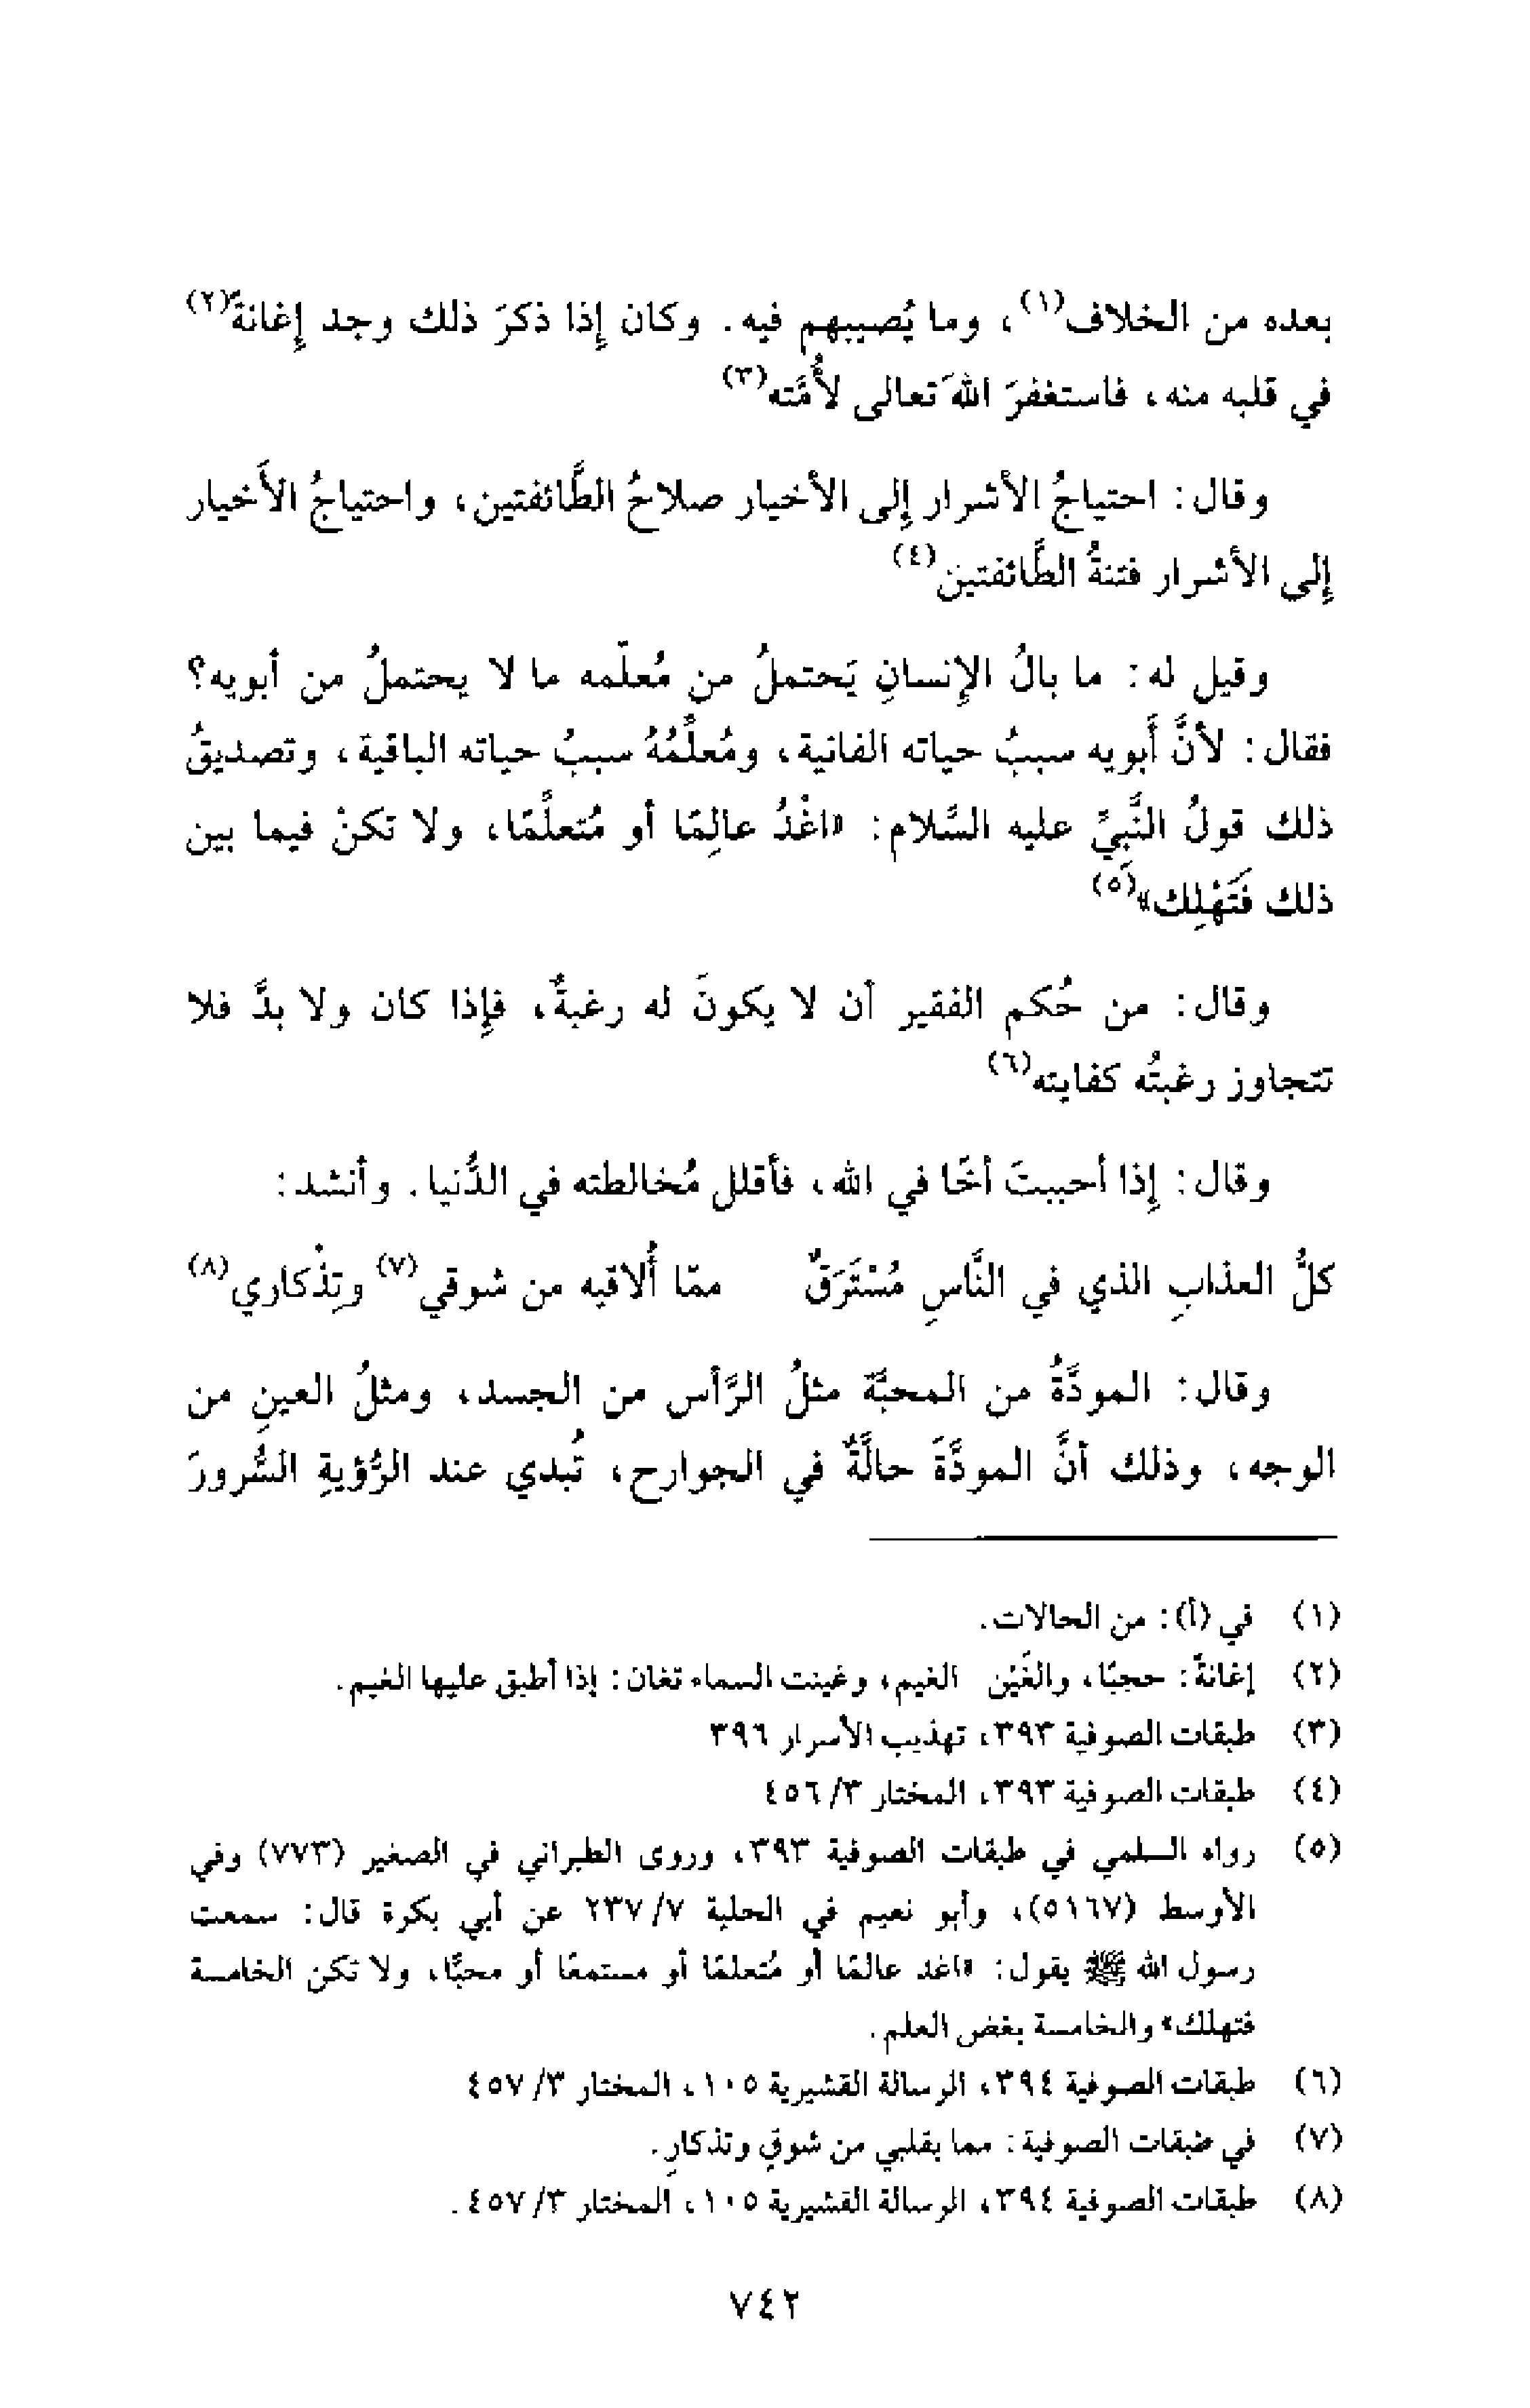 بعده من الخلاف(١)، وما يُصيبهم فيه. وكان إِذا ذكرَ ذلك وجد إِغانةً(٢)
في قلبه منه، فاستغفرَ اللهَ تعالى لأُمَّته(٣)
وقال: احتياجُ الأشرار إِلى الأخيار صلاحُ الطَّائفتين، واحتياجُ الأَخيار
إِلى الأشرار فتنةُ الطَّائفتين(٤)
وقيل له: ما بالُ الإِنسانِ يَحتملُ من مُعلّمه ما لا يحتملُ من أبويه؟
فقال: لأنَّ أَبويه سببُ حياته الفانية، ومُعلِّمُهُ سببُ حياته الباقية، وتصديقُ
ذلك قولُ النَّبيِّ عليه السَّلام: «اغْدُ عالِمًا أو مُتعلِّمًا، ولا تكنْ فيما بين
ذلك فَتَهْلِك»(٥)
وقال: من حُكم الفقير أن لا يكونَ له رغبةٌ، فإِذا كان ولا بدَّ فلا
تتجاوز رغبتُه كفايته(٦)
وقال: إِذا أحببتَ أخًا في الله، فأقلل مُخالطته في الدُّنيا. وأنشد:
كلُّ العذابِ الذي في النَّاسِ مُسْتَرَقٌ ممّا أُلاقيه من شوقي(٧) وتِذْكاري(٨)
وقال: المودَّةُ من المحبَّة مثلُ الرَّأس من الجسد، ومثلُ العينِ من
الوجه، وذلك أنَّ المودَّةَ حالَّةٌ في الجوارح، تُبدي عند الرُّؤيةِ السُّرورَ
(١) في (أ): من الحالات.
(٢) إغانةً: حجبًا، والغَيْن الغيم، وغينت السماء تغان: إذا أطبق عليها الغيم.
(٣) طبقات الصوفية ٣٩٣، تهذيب الأسرار ٣٩٦
(٤) طبقات الصوفية ٣٩٣، المختار ٣/ ٤٥٦
(٥) رواه السلمي في طبقات الصوفية ٣٩٣، وروى الطبراني في الصغير (٧٧٣) وفي
الأوسط (٥١٦٧)، وأبو نعيم في الحلية ٧/ ٢٣٧ عن أبي بكرة قال: سمعت
رسول الله ﷺ يقول: «اغد عالمًا أو مُتعلمًا أو مستمعًا أو محبًّا، ولا تكن الخامسة
فتهلك» والخامسة بغض العلم.
(٦) طبقات الصوفية ٣٩٤، الرسالة القشيرية ١٠٥، المختار ٣/ ٤٥٧
(٧) في طبقات الصوفية: مما بقلبي من شوقٍ وتذكارِ.
(٨) طبقات الصوفية ٣٩٤، الرسالة القشيرية ١٠٥، المختار ٣/ ٤٥٧.
٧٤٢